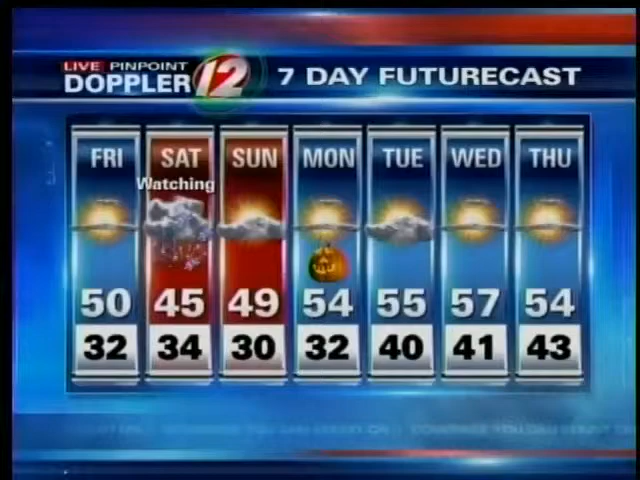 LIVE PINPOINT
DOPPLER 12
7 DAY FUTURECAST
FRI SAT SUN MON TUE WED THU
Watching
50 45 49 54 55 57 54
32 34 30 32 40 41 43